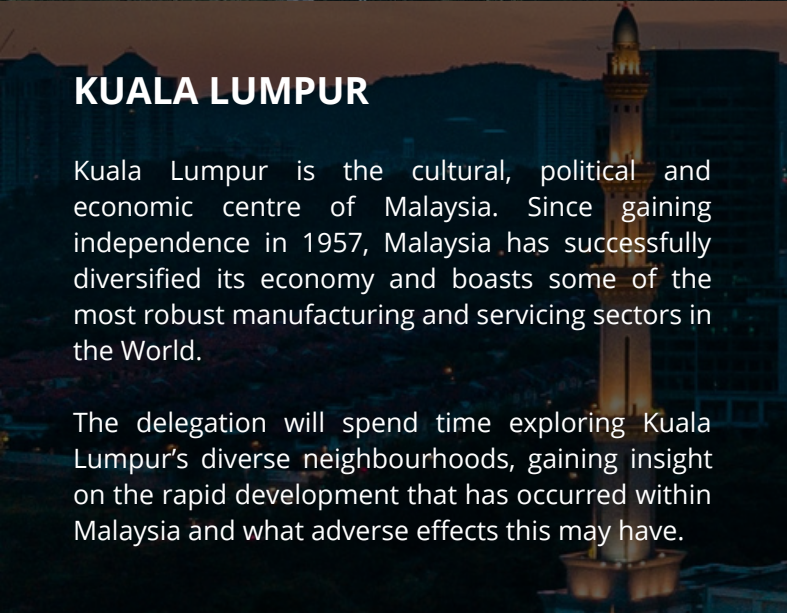 KUALA LUMPUR
Kuala Lumpur is the cultural, political and
economic centre of Malaysia. Since gaining
independence in 1957, Malaysia has successfully
diversified its economy and boasts some of the
most robust manufacturing and servicing sectors in
the World.
The delegation will spend time exploring Kuala
Lumpur’s diverse neighbourhoods, gaining insight
on the rapid development that has occurred within
Malaysia and what adverse effects this may have.